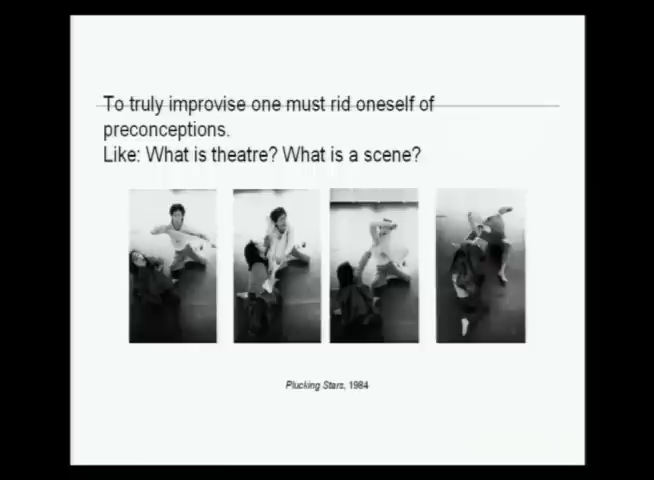 To truly improvise one must rid oneself of
preconceptions.
Like: What is theatre? What is a scene?
Plucking Stars, 1984